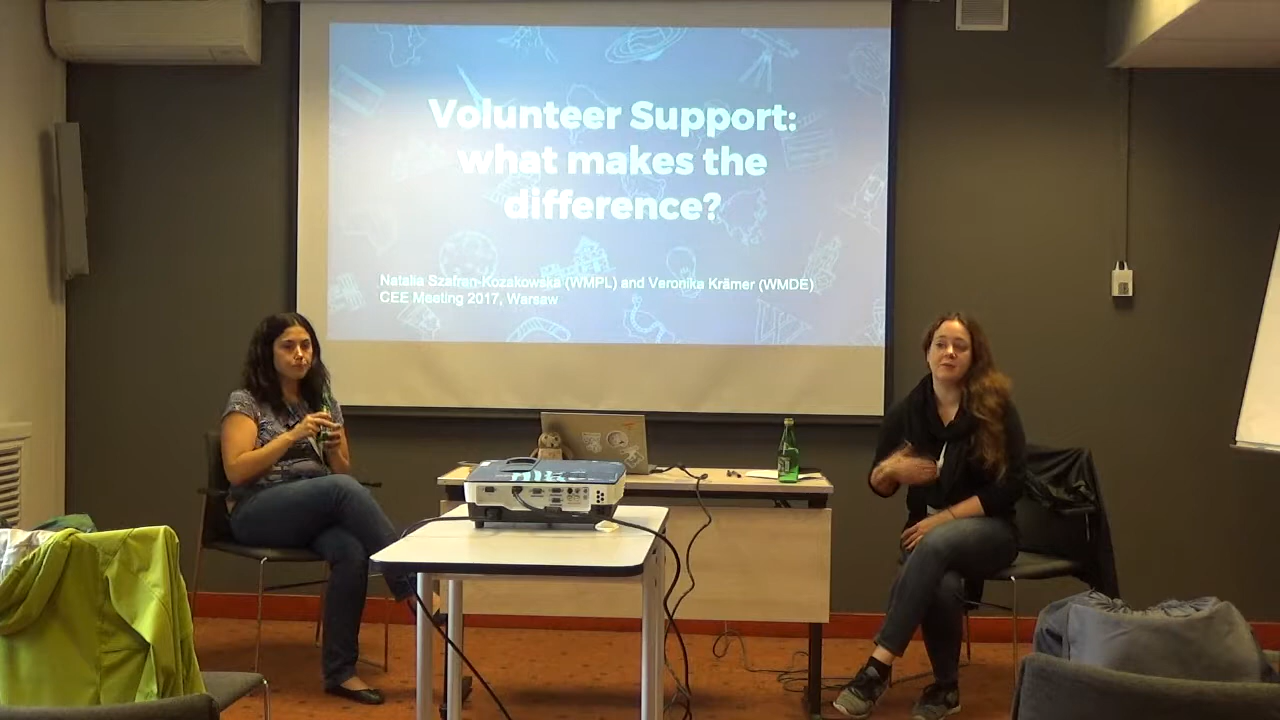 Volunteer Support:
what makes the
difference?
Natalia Szafran-Kozakowska (WMPL) and Veronika Krämer (WMDE)
CEE Meeting 2017, Warsaw